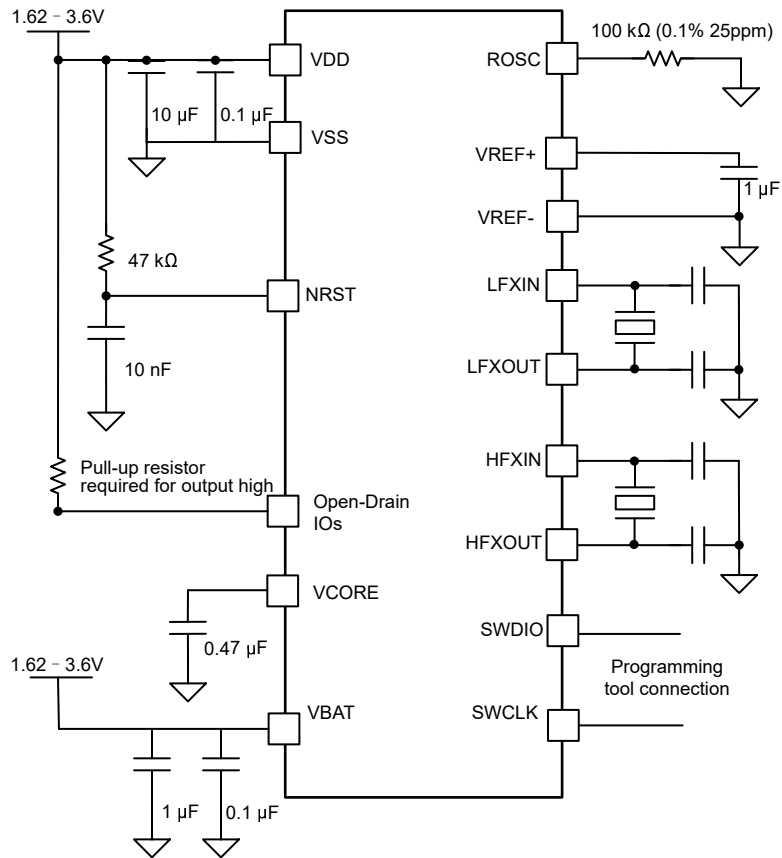 1.62 – 3.6V
VDD
10 µF
0.1 µF
VSS
47 kΩ
NRST
10 nF
Pull-up resistor
required for output high
Open-Drain
IOs
VCORE
0.47 µF
1.62 – 3.6V
VBAT
1 µF
0.1 µF
100 kΩ (0.1% 25ppm)
ROSC
VREF+
1 µF
VREF-
LFXIN
LFXOUT
HFXIN
HFXOUT
SWDIO
Programming
tool connection
SWCLK